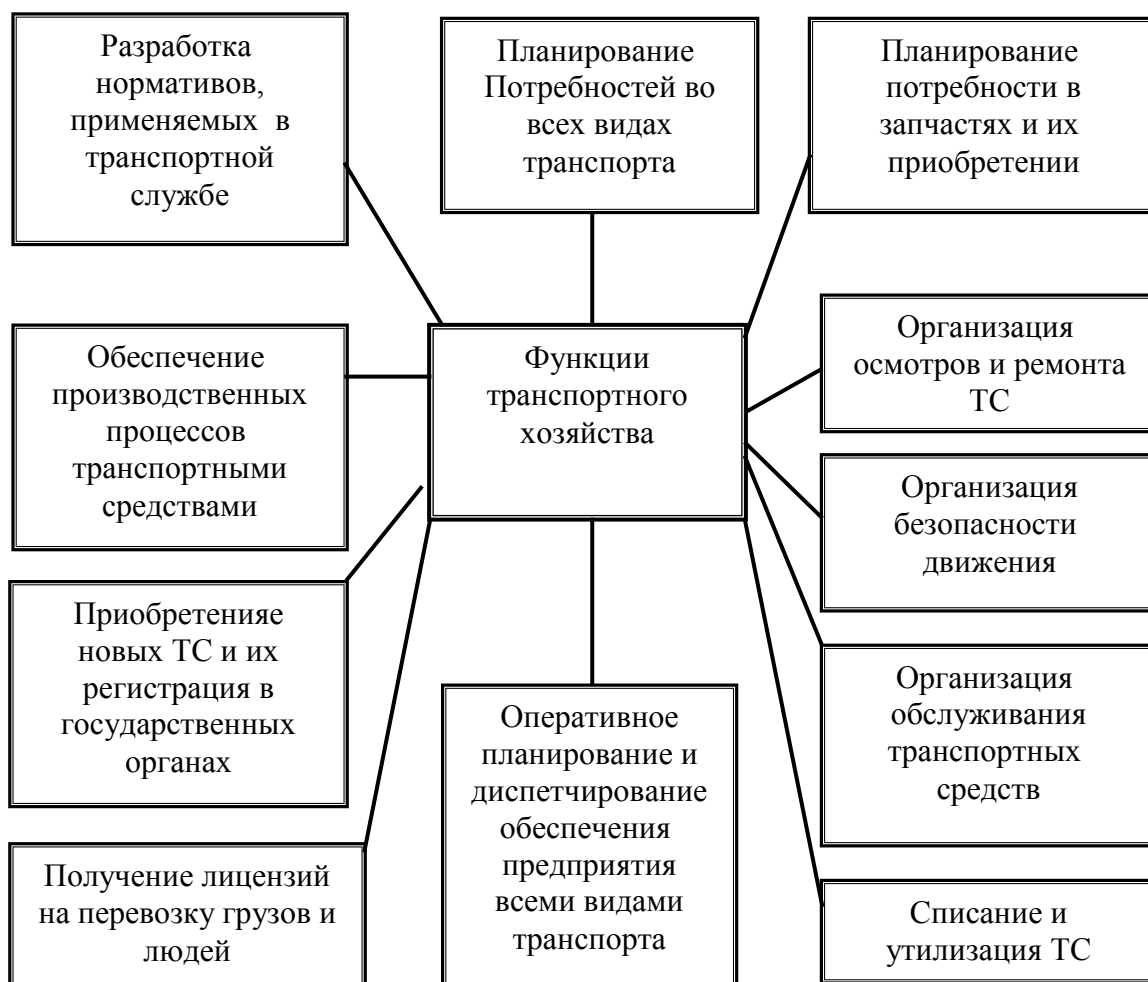 Разработка
нормативов,
применяемых в
транспортной
службе
Планирование
Потребностей во
всех видах
транспорта
Планирование
потребности в
запчастях и их
приобретении
Обеспечение
производственных
процессов
транспортными
средствами
Функции
транспортного
хозяйства
Организация
осмотров и ремонта
ТС
Организация
безопасности
движения
Приобретенияе
новых ТС и их
регистрация в
государственных
органах
Оперативное
планирование и
диспетчирование
обеспечения
предприятия
всеми видами
транспорта
Организация
обслуживания
транспортных
средств
Получение лицензий
на перевозку грузов и
людей
Списание и
утилизация ТС